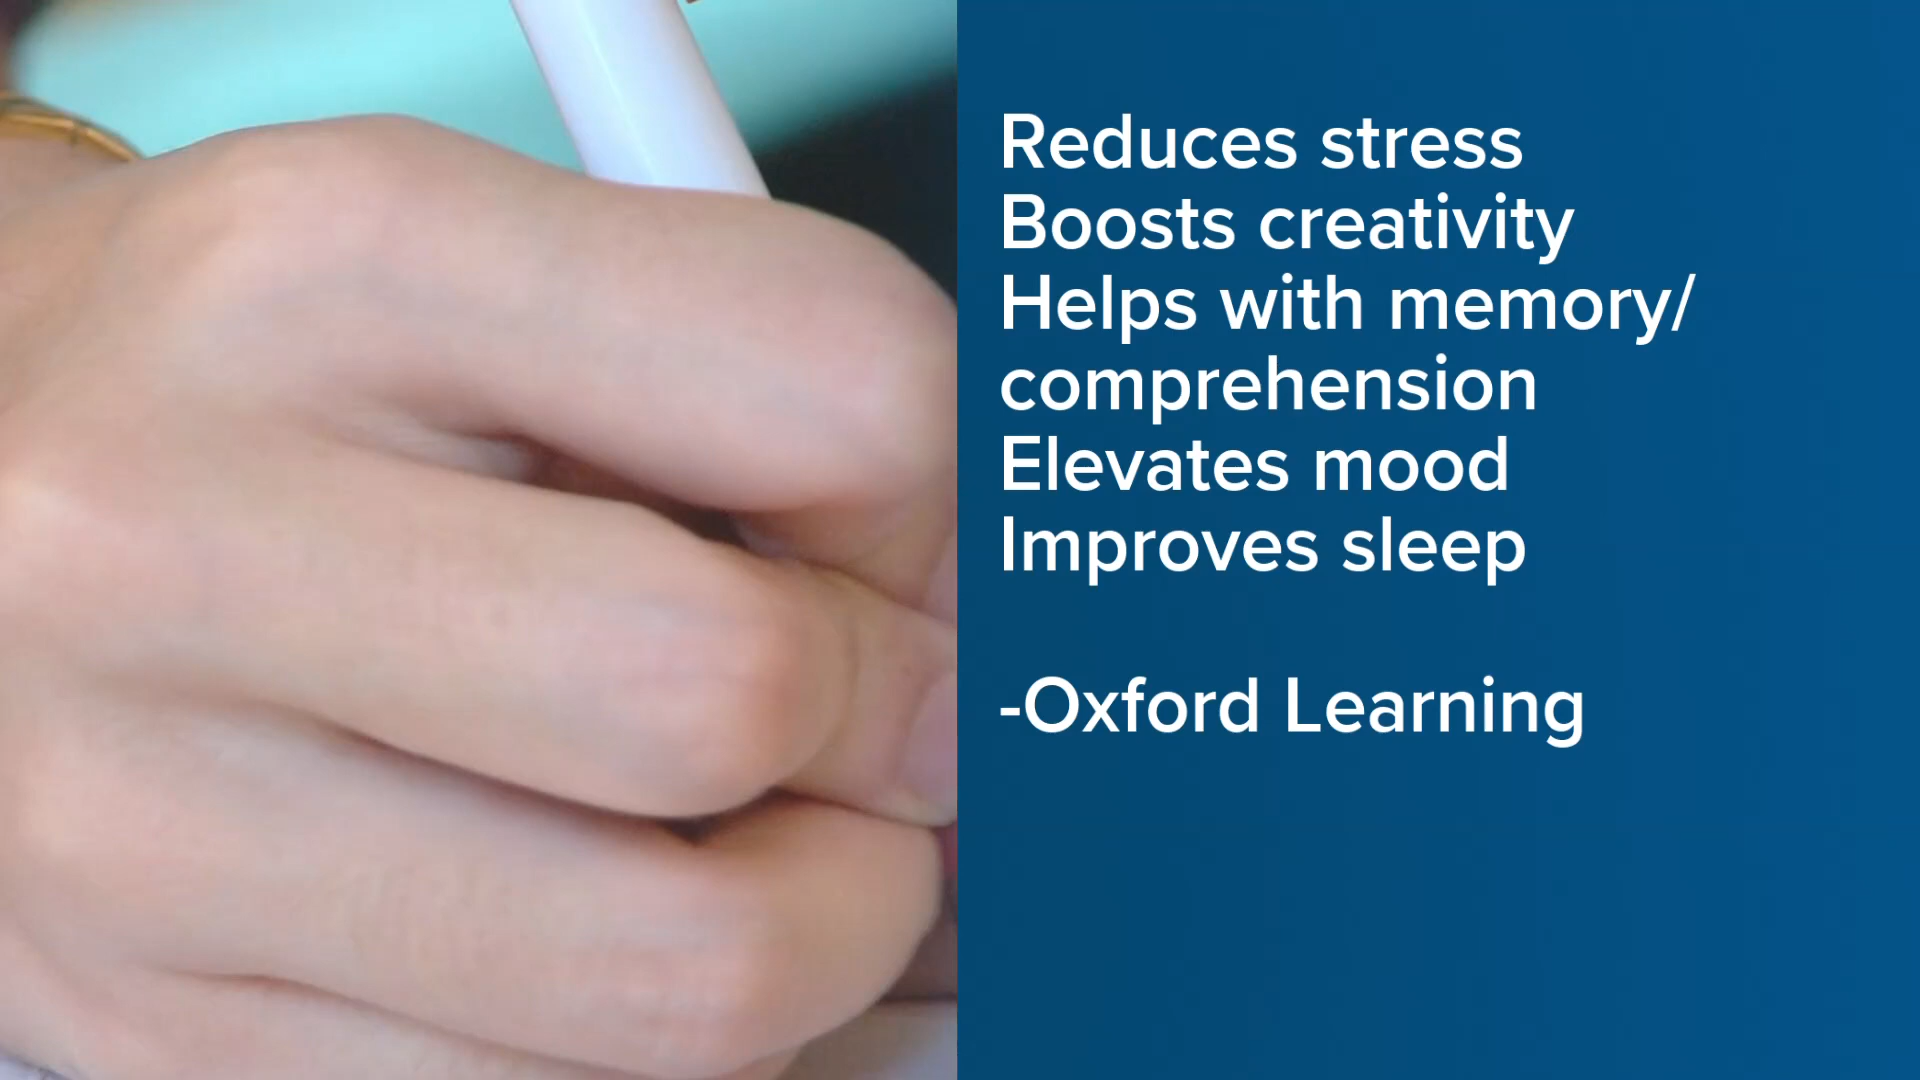 Reduces stress
Boosts creativity
Helps with memory/
comprehension
Elevates mood
Improves sleep
-Oxford Learning